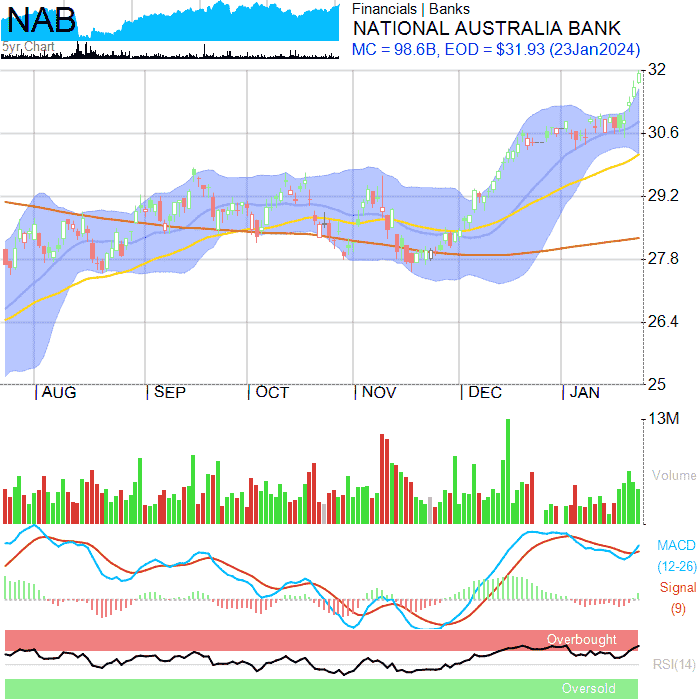 NAB
5yr Chart
Financials | Banks
NATIONAL AUSTRALIA BANK
MC = 98.6B, EOD = $31.93 (23Jan2024)
32
30.6
29.2
27.8
26.4
25
AUG SEP OCT NOV DEC JAN
13M
Volume
MACD
(12-26)
Signal
(9)
Overbought
RSI(14)
Oversold